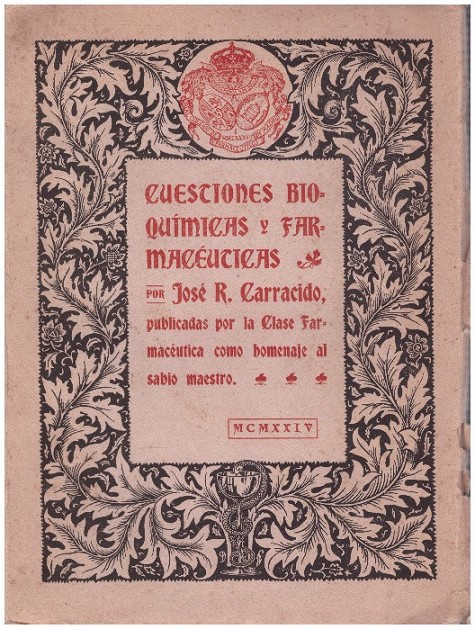 CUESTIONES BIO-
QUÍMICAS Y FAR-
MACÉUTICAS
POR José R. Carracido,
publicadas por la Clase Far-
macéutica como homenaje al
sabio maestro.
MCMXXIV